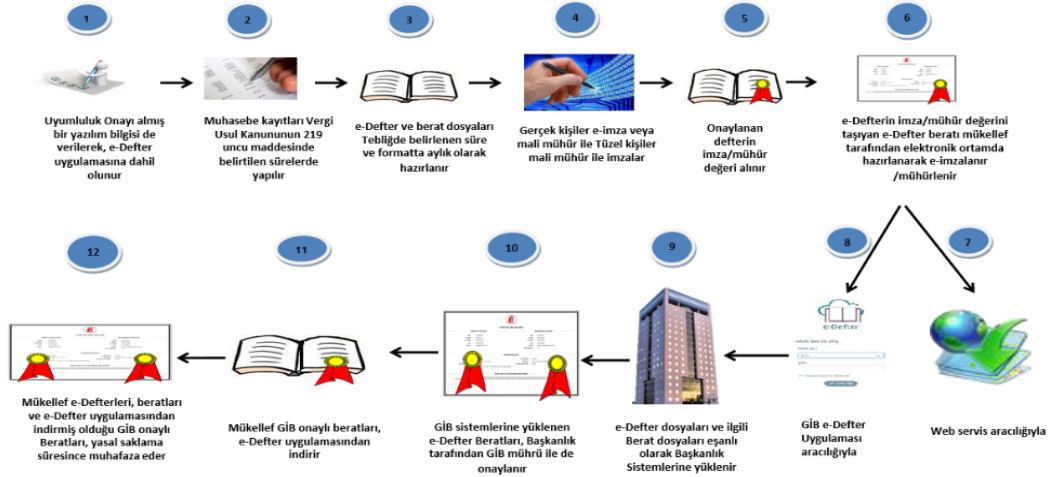 1
2
3
4
5
6
Uyumluluk Onayı almış
bir yazılım bilgisi de
verilerek, e-Defter
uygulamasına dahil
olunur
Muhasebe kayıtları Vergi
Usul Kanununun 219
uncu maddesinde
belirtilen sürelerde
yapılır
e-Defter ve berat dosyaları
Tebliğde belirlenen süre
ve formatta aylık olarak
hazırlanır
Gerçek kişiler e-imza veya
mali mühür ile Tüzel kişiler
mali mühür ile imzalar
Onaylanan
defterin
imza/mühür
değeri alınır
e-Defterin imza/mühür değerini
taşıyan e-Defter beratı mükellef
tarafından elektronik ortamda
hazırlanarak e-imzalanır
/mühürlenir
7
Web servis aracılığıyla
8
e-Defter
GİB e-Defter
Uygulaması
aracılığıyla
9
e-Defter dosyaları ve ilgili
Berat dosyaları eşanlı
olarak Başkanlık
Sistemlerine yüklenir
10
GİB sistemlerine yüklenen
e-Defter Beratları, Başkanlık
tarafından GİB mührü ile de
onaylanır
11
Mükellef GİB onaylı beratları,
e-Defter uygulamasından
indirir
12
Mükellef e-Defterleri, beratları
ve e-Defter uygulamasından
indirmiş olduğu GİB onaylı
Beratları, yasal saklama
süresince muhafaza eder